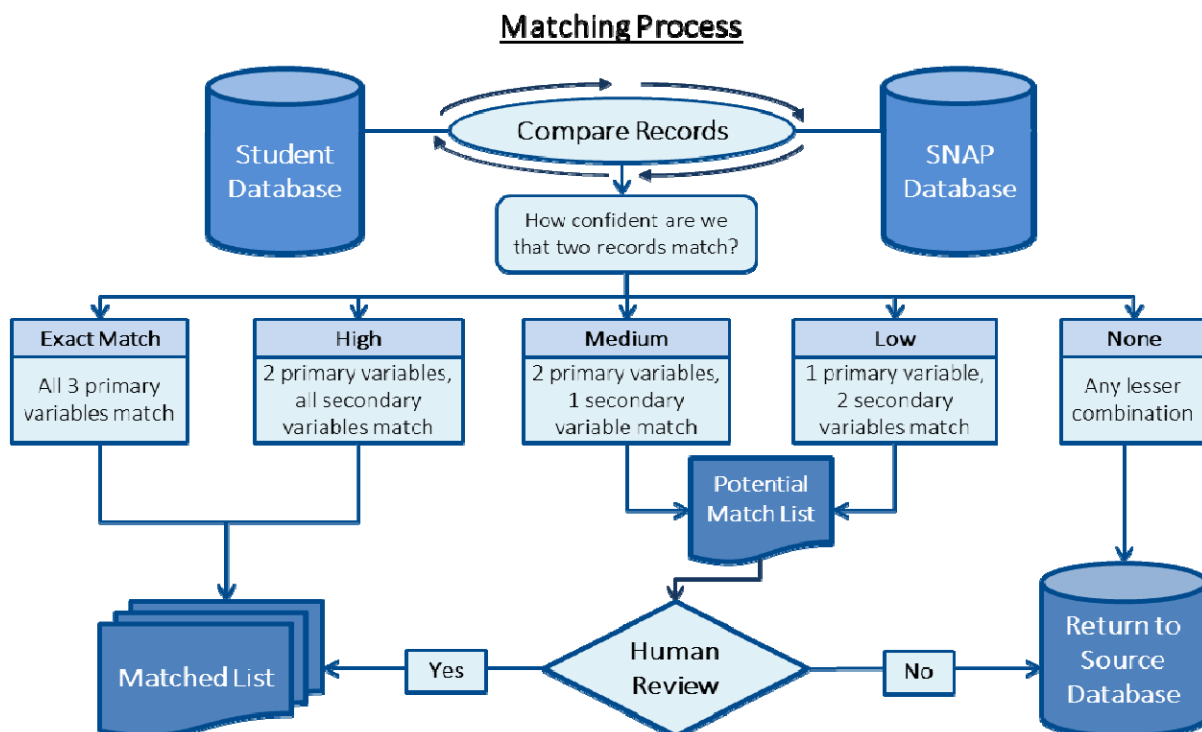 Matching Process
Student
Database
Compare Records
SNAP
Database
How confident are we
that two records match?
Exact Match
All 3 primary
variables match
High
2 primary variables,
all secondary
variables match
Medium
2 primary variables,
1 secondary
variable match
Low
1 primary variable,
2 secondary
variables match
None
Any lesser
combination
Potential
Match List
Matched List
Yes
Human
Review
No
Return to
Source
Database